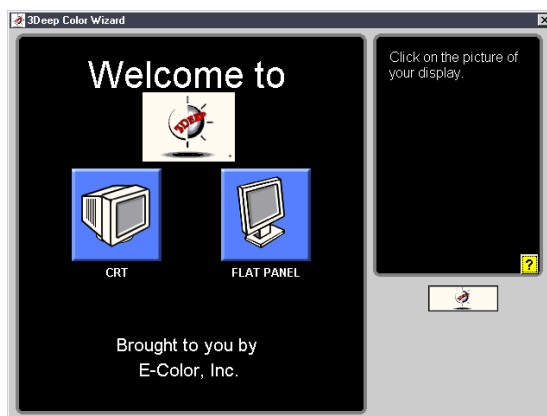 3Deep Color Wizard
Welcome to
3DEEP
CRT
FLAT PANEL
Brought to you by
E-Color, Inc.
Click on the picture of
your display.
?